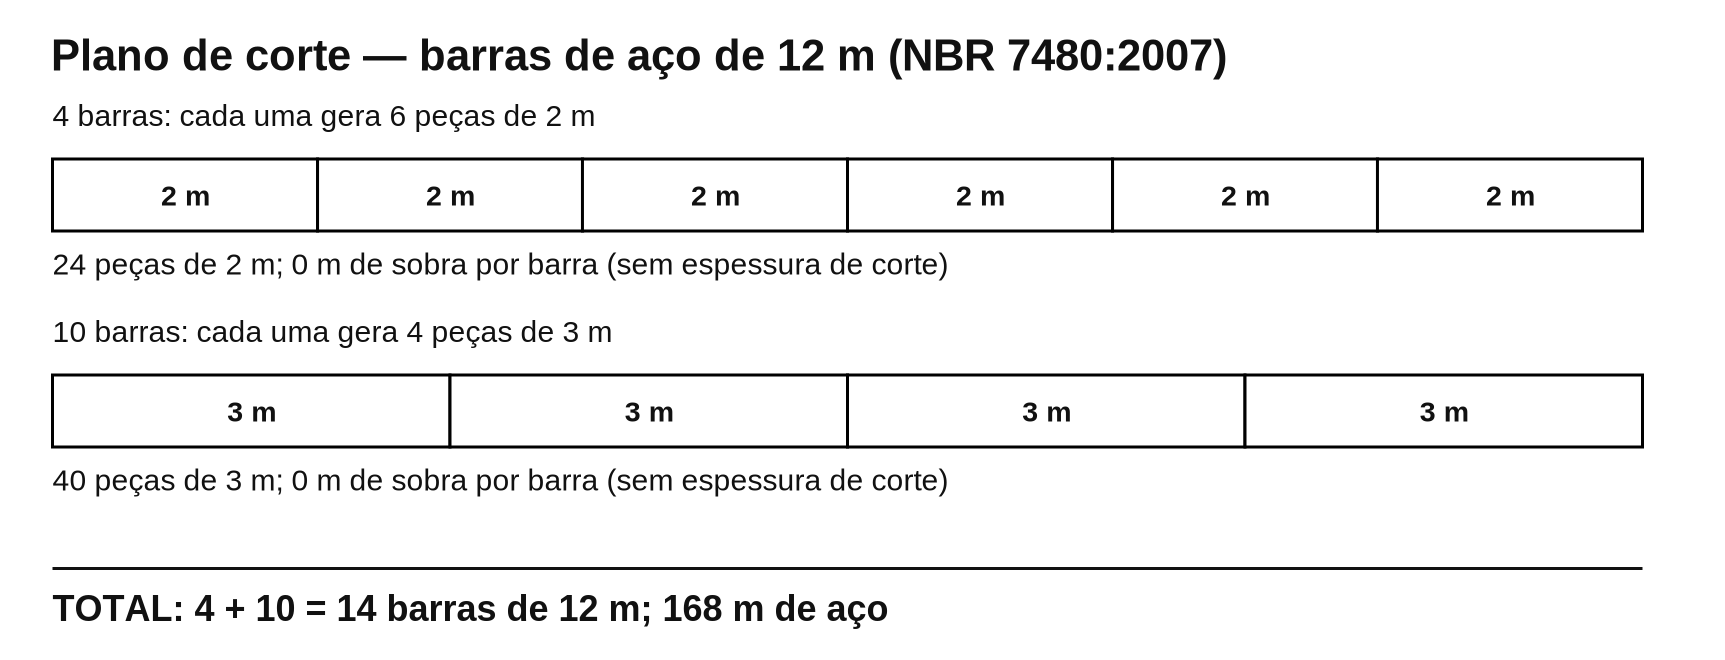 Plano de corte — barras de aço de 12 m (NBR 7480:2007)
4 barras: cada uma gera 6 peças de 2 m
2 m 2 m 2 m 2 m 2 m 2 m
24 peças de 2 m; 0 m de sobra por barra (sem espessura de corte)
10 barras: cada uma gera 4 peças de 3 m
3 m 3 m 3 m 3 m
40 peças de 3 m; 0 m de sobra por barra (sem espessura de corte)
TOTAL: 4 + 10 = 14 barras de 12 m; 168 m de aço